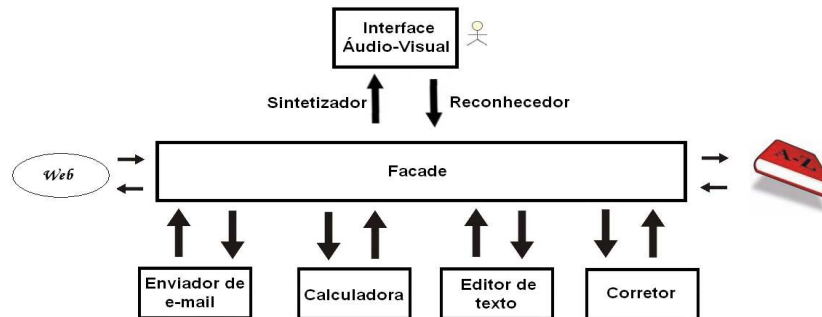 Interface
Áudio-Visual
Sintetizador
Reconhecedor
Web
Facade
A-Z
Enviador de
e-mail
Calculadora
Editor de
texto
Corretor